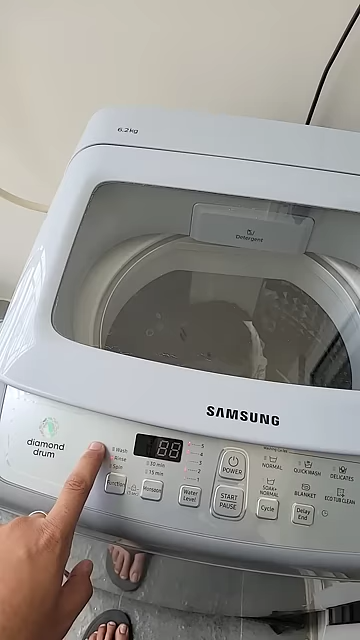 6.2kg
Detergent
SAMSUNG
diamond
drum
Wash
Rinse
Spin
Function
88
30 min
15 min
Monsoon
5
4
3
2
1
Water
Level
POWER
START
PAUSE
NORMAL
QUICK WASH
DELICATES
SOAK+
NORMAL
BLANKET
ECO TUB CLEAN
Cycle
Delay
End